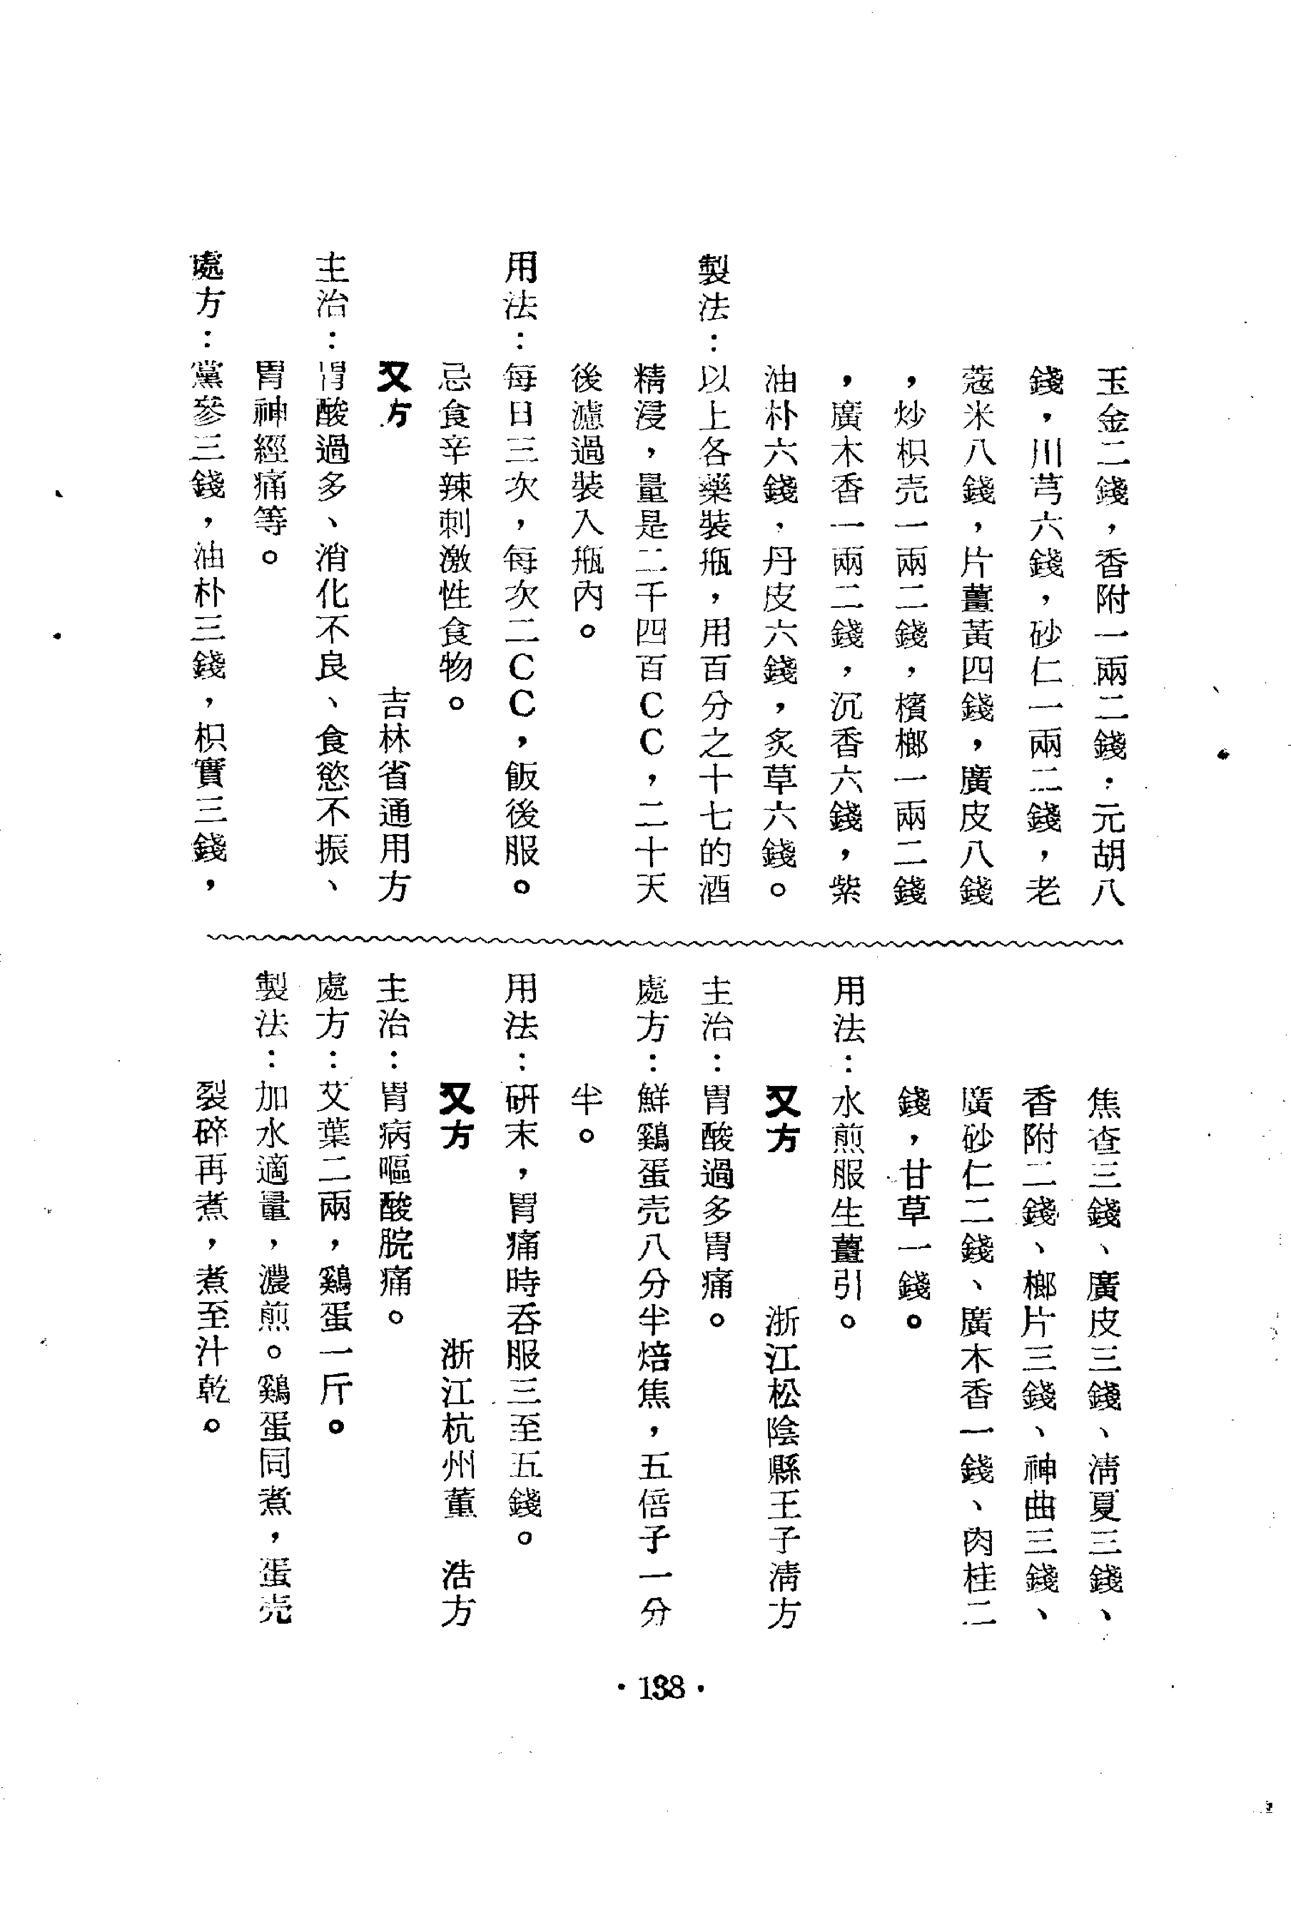 玉金二錢，香附一兩二錢，元胡八
錢，川芎六錢，砂仁一兩二錢，老
蔻米八錢，片薑黃四錢，廣皮八錢
，炒枳壳一兩二錢，檳榔一兩二錢
，廣木香一兩二錢，沉香六錢，紫
油朴六錢，丹皮六錢，炙草六錢。
製法：以上各藥裝瓶，用百分之十七的酒
精浸，量是二千四百CC，二十天
後濾過裝入瓶內。
用法：每日三次，每次二CC，飯後服。
忌食辛辣刺激性食物。
又方　吉林省通用方
主治：胃酸過多、消化不良、食慾不振、
胃神經痛等。
處方：黨參三錢，油朴三錢，枳實三錢，
焦查三錢、廣皮三錢、清夏三錢、
香附二錢、榔片三錢、神曲三錢、
廣砂仁二錢、廣木香一錢、肉桂二
錢，甘草一錢。
用法：水煎服生薑引。
又方　浙江松陰縣王子清方
主治：胃酸過多胃痛。
處方：鮮鷄蛋壳八分半焙焦，五倍子一分
半。
用法：研末，胃痛時吞服三至五錢。
又方　浙江杭州董　浩方
主治：胃病嘔酸脘痛。
處方：艾葉二兩，鷄蛋一斤。
製法：加水適量，濃煎。鷄蛋同煮，蛋壳
裂碎再煮，煮至汁乾。
·138·